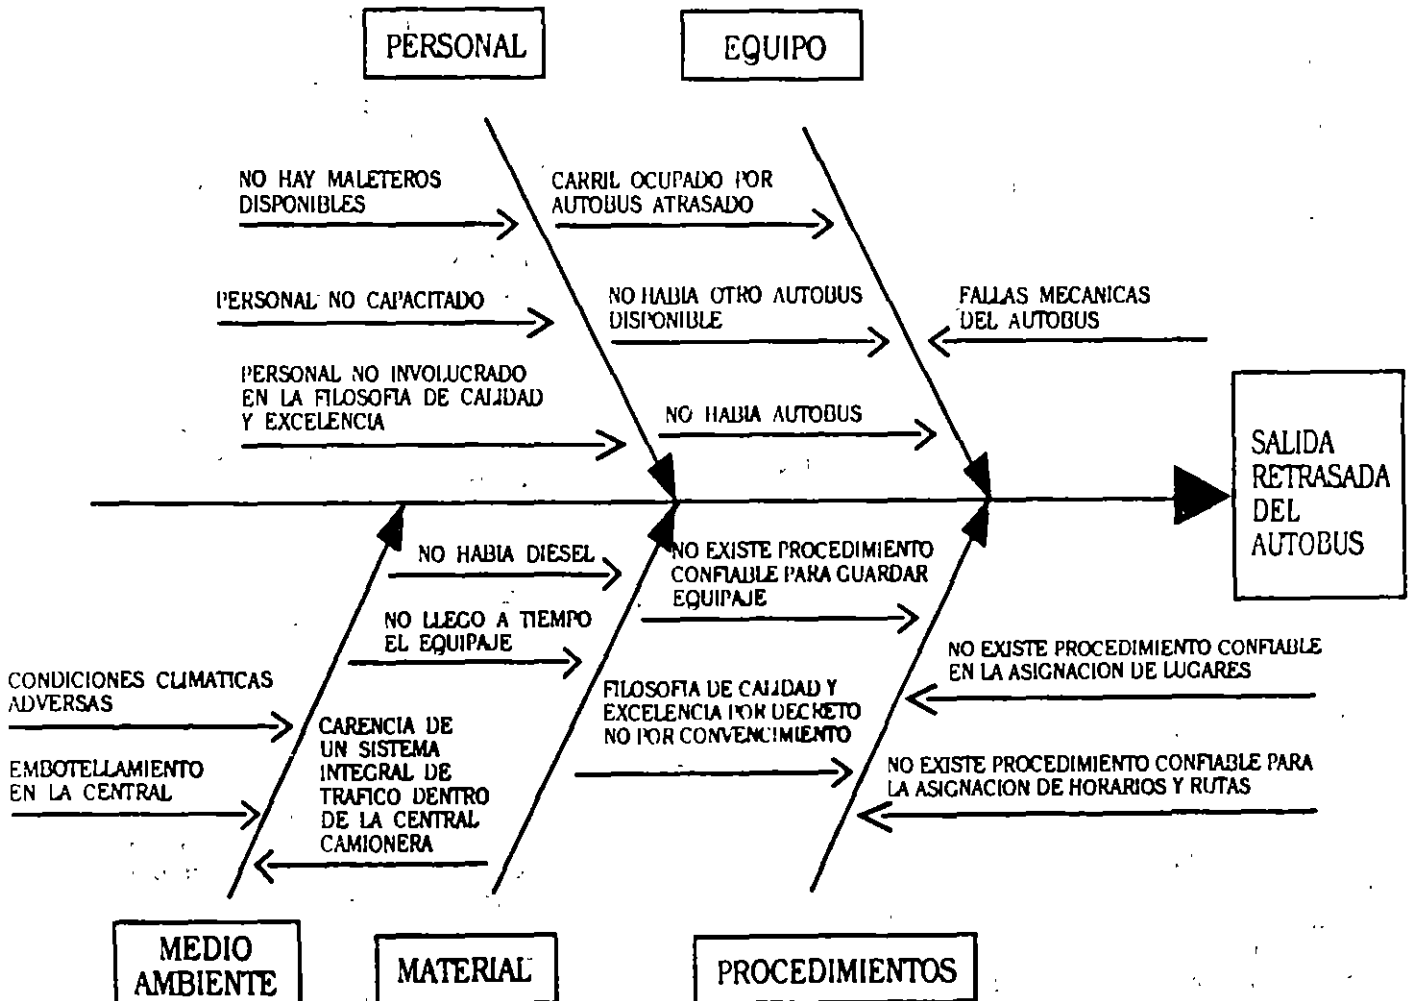 PERSONAL
EQUIPO
NO HAY MALETEROS
DISPONIBLES
CARRIL OCUPADO POR
AUTOBUS ATRASADO
PERSONAL NO CAPACITADO
NO HABIA OTRO AUTOBUS
DISPONIBLE
FALLAS MECANICAS
DEL AUTOBUS
PERSONAL NO INVOLUCRADO
EN LA FILOSOFIA DE CALIDAD
Y EXCELENCIA
NO HABIA AUTOBUS
SALIDA
RETRASADA
DEL
AUTOBUS
NO HABIA DIESEL
NO EXISTE PROCEDIMIENTO
CONFIABLE PARA GUARDAR
EQUIPAJE
NO LLEGO A TIEMPO
EL EQUIPAJE
NO EXISTE PROCEDIMIENTO CONFIABLE
EN LA ASIGNACION DE LUGARES
CONDICIONES CLIMATICAS
ADVERSAS
FILOSOFIA DE CALIDAD Y
EXCELENCIA POR DECRETO
NO POR CONVENCIMIENTO
CARENCIA DE
UN SISTEMA
INTEGRAL DE
TRAFICO DENTRO
DE LA CENTRAL
CAMIONERA
EMBOTELLAMIENTO
EN LA CENTRAL
NO EXISTE PROCEDIMIENTO CONFIABLE PARA
LA ASIGNACION DE HORARIOS Y RUTAS
MEDIO
AMBIENTE
MATERIAL
PROCEDIMIENTOS